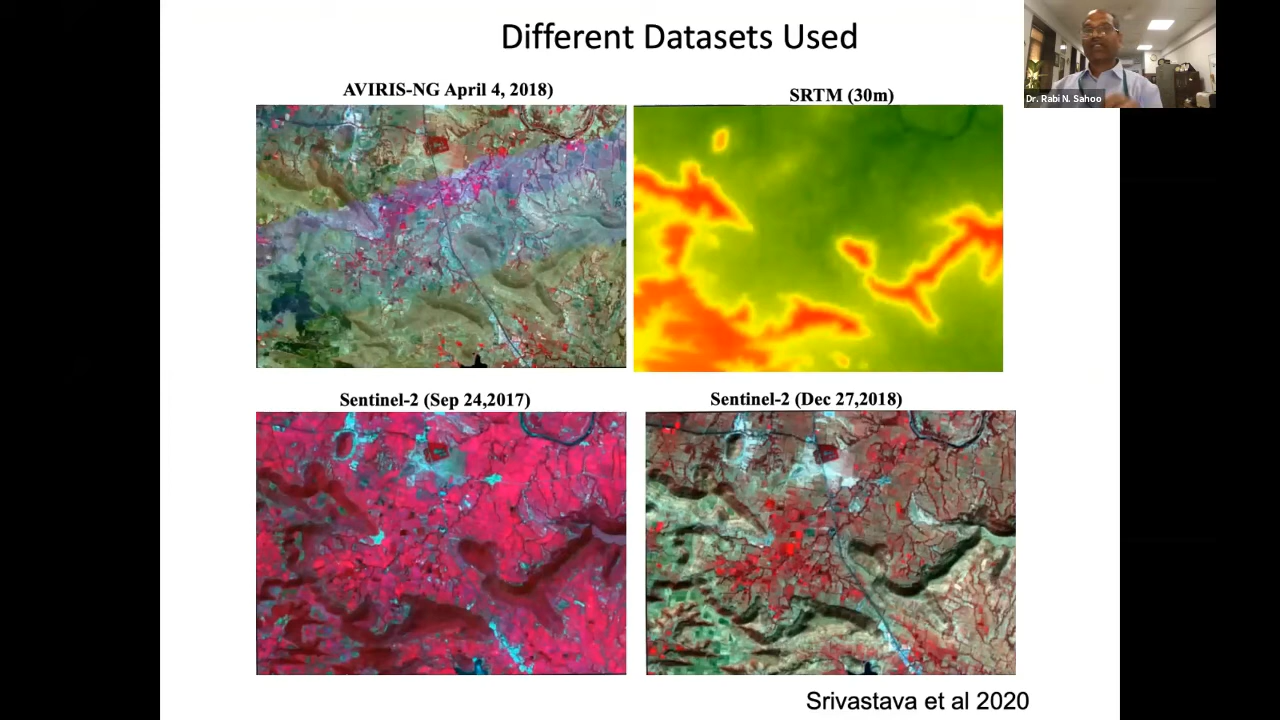 Different Datasets Used
AVIRIS-NG April 4, 2018)
SRTM (30m)
Dr. Rabi N. Sahoo
Sentinel-2 (Sep 24,2017)
Sentinel-2 (Dec 27,2018)
Srivastava et al 2020